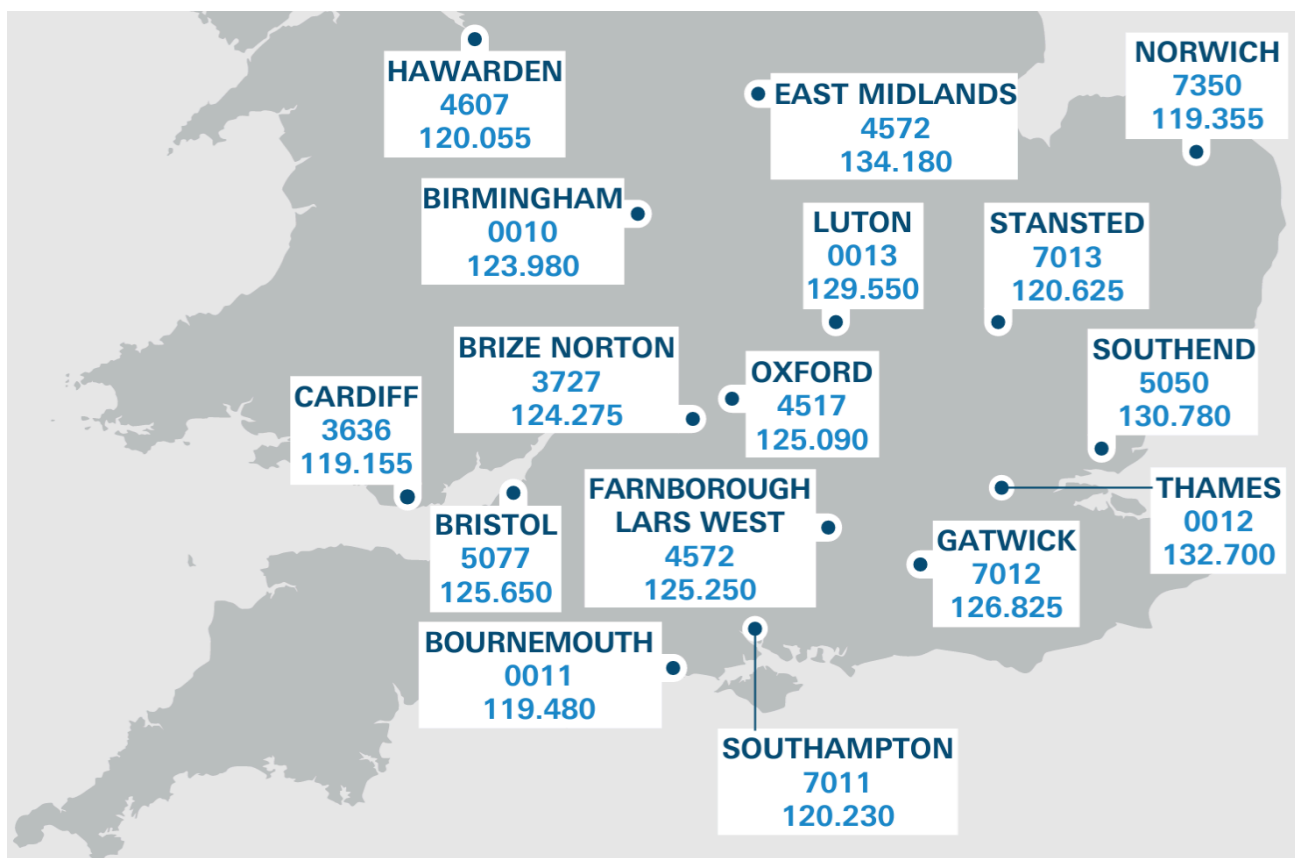 HAWARDEN
4607
120.055
EAST MIDLANDS
4572
134.180
NORWICH
7350
119.355
BIRMINGHAM
0010
123.980
LUTON
0013
129.550
STANSTED
7013
120.625
BRIZE NORTON
3727
124.275
OXFORD
4517
125.090
SOUTHEND
5050
130.780
CARDIFF
3636
119.155
BRISTOL
5077
125.650
FARNBOROUGH
LARS WEST
4572
125.250
GATWICK
7012
126.825
THAMES
0012
132.700
BOURNEMOUTH
0011
119.480
SOUTHAMPTON
7011
120.230